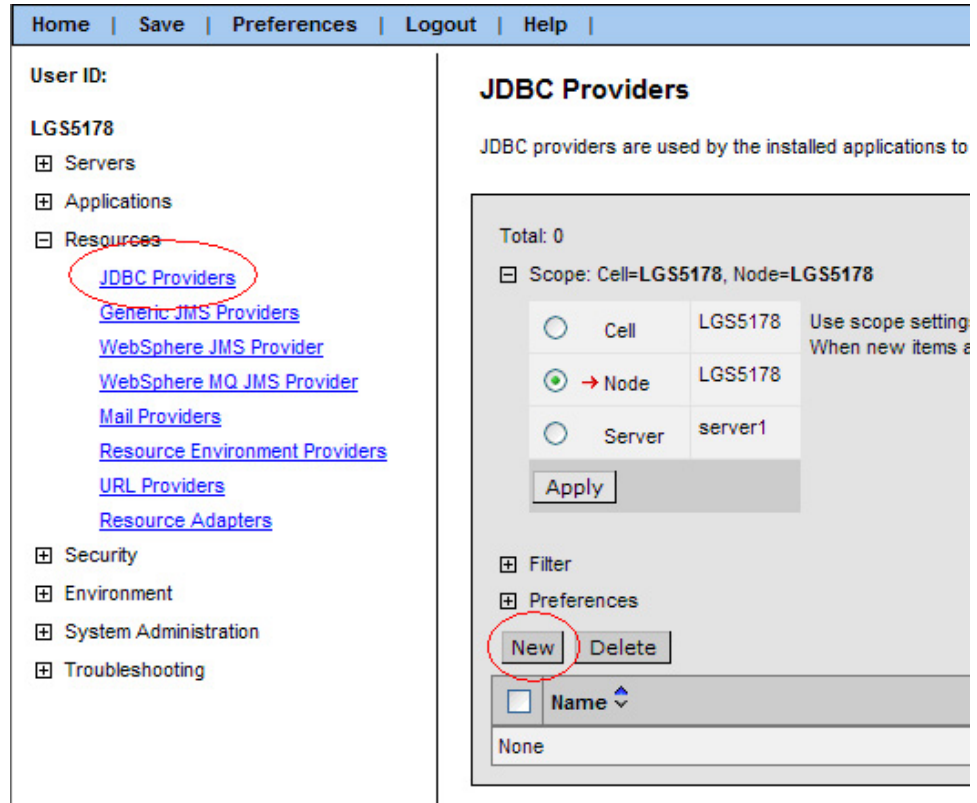 Home | Save | Preferences | Logout | Help |
User ID:
LGS5178
Servers
Applications
Resources
JDBC Providers
Generic JMS Providers
WebSphere JMS Provider
WebSphere MQ JMS Provider
Mail Providers
Resource Environment Providers
URL Providers
Resource Adapters
Security
Environment
System Administration
Troubleshooting
JDBC Providers
JDBC providers are used by the installed applications to
Total: 0
Scope: Cell=LGS5178, Node=LGS5178
Cell LGS5178
Node LGS5178
Server server1
Use scope settings
When new items a
Apply
Filter
Preferences
New Delete
Name
None